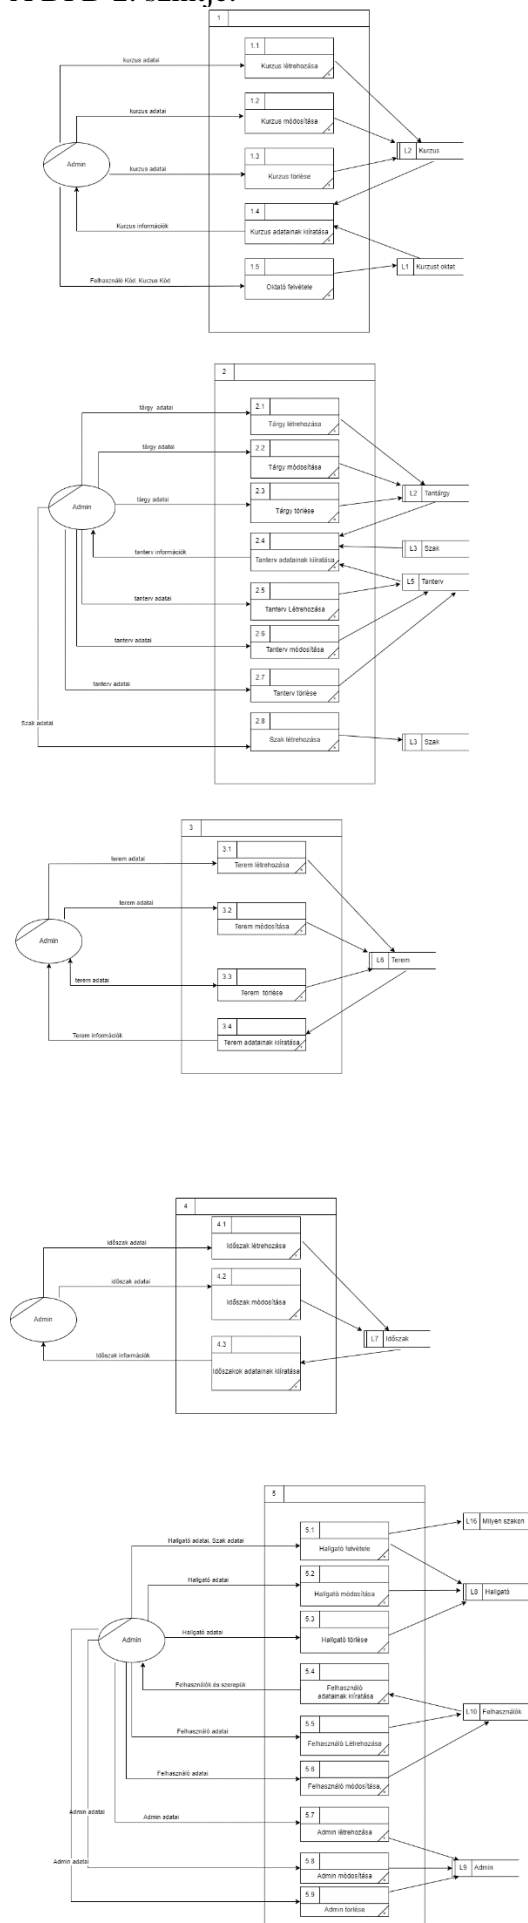 A DFD 2. szintje:
1
1.1
Kurzus létrehozása
kurzus adatai
1.2
Kurzus módosítása
kurzus adatai
L2 Kurzus
1.3
Kurzus törlése
kurzus adatai
Admin
1.4
Kurzus adatainak kiíratása
Kurzus információk
1.5
Oktató felvétele
L1 Kurzust oktat
Felhasználó Kód, Kurzus Kód
2
2.1
Tárgy létrehozása
tárgy adatai
2.2
Tárgy módosítása
tárgy adatai
2.3
Tárgy törlése
tárgy adatai
L2 Tantárgy
Admin
2.4
Tanterv adatainak kiíratása
tanterv információk
L3 Szak
2.5
Tanterv Létrehozása
tanterv adatai
L5 Tanterv
2.6
Tanterv módosítása
tanterv adatai
2.7
Tanterv törlése
tanterv adatai
2.8
Szak létrehozása
Szak adatai
L3 Szak
3
3.1
Terem létrehozása
terem adatai
3.2
Terem módosítása
terem adatai
Admin
L6 Terem
3.3
Terem törlése
terem adatai
3.4
Terem adatainak kíratása
Terem információk
4
4.1
Időszak létrehozása
időszak adatai
4.2
Időszak módosítása
időszak adatai
Admin
L7 Időszak
4.3
Időszakok adatainak kíratása
Időszak információk
5
5.1
Hallgató felvétele
Hallgató adatai, Szak adatai
L16 Milyen szakon
5.2
Hallgató módosítása
Hallgató adatai
L8 Hallgató
5.3
Hallgató törlése
Hallgató adatai
Admin
5.4
Felhasználó
adatainak kiíratása
Felhasználók és szerepük
L10 Felhasználók
5.5
Felhasználó Létrehozása
Felhasználó adatai
5.6
Felhasználó módosítása
Felhasználó adatai
5.7
Admin létrehozása
Admin adatai
Admin adatai
5.8
Admin módosítása
L9 Admin
Admin adatai
5.9
Admin törlése